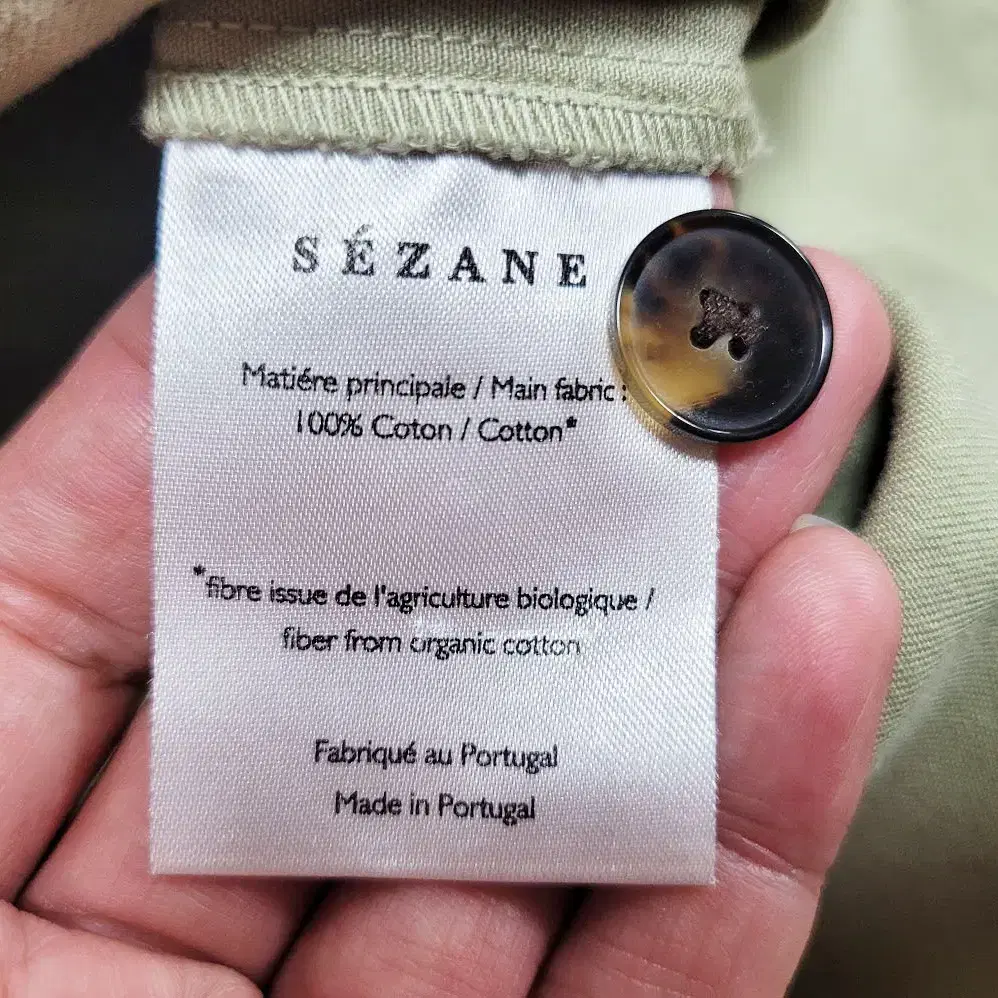 SÉZANE
Matiére principale / Main fabric :
100% Coton / Cotton*
*fibre issue de l'agriculture biologique /
fiber from organic cotton
Fabriqué au Portugal
Made in Portugal